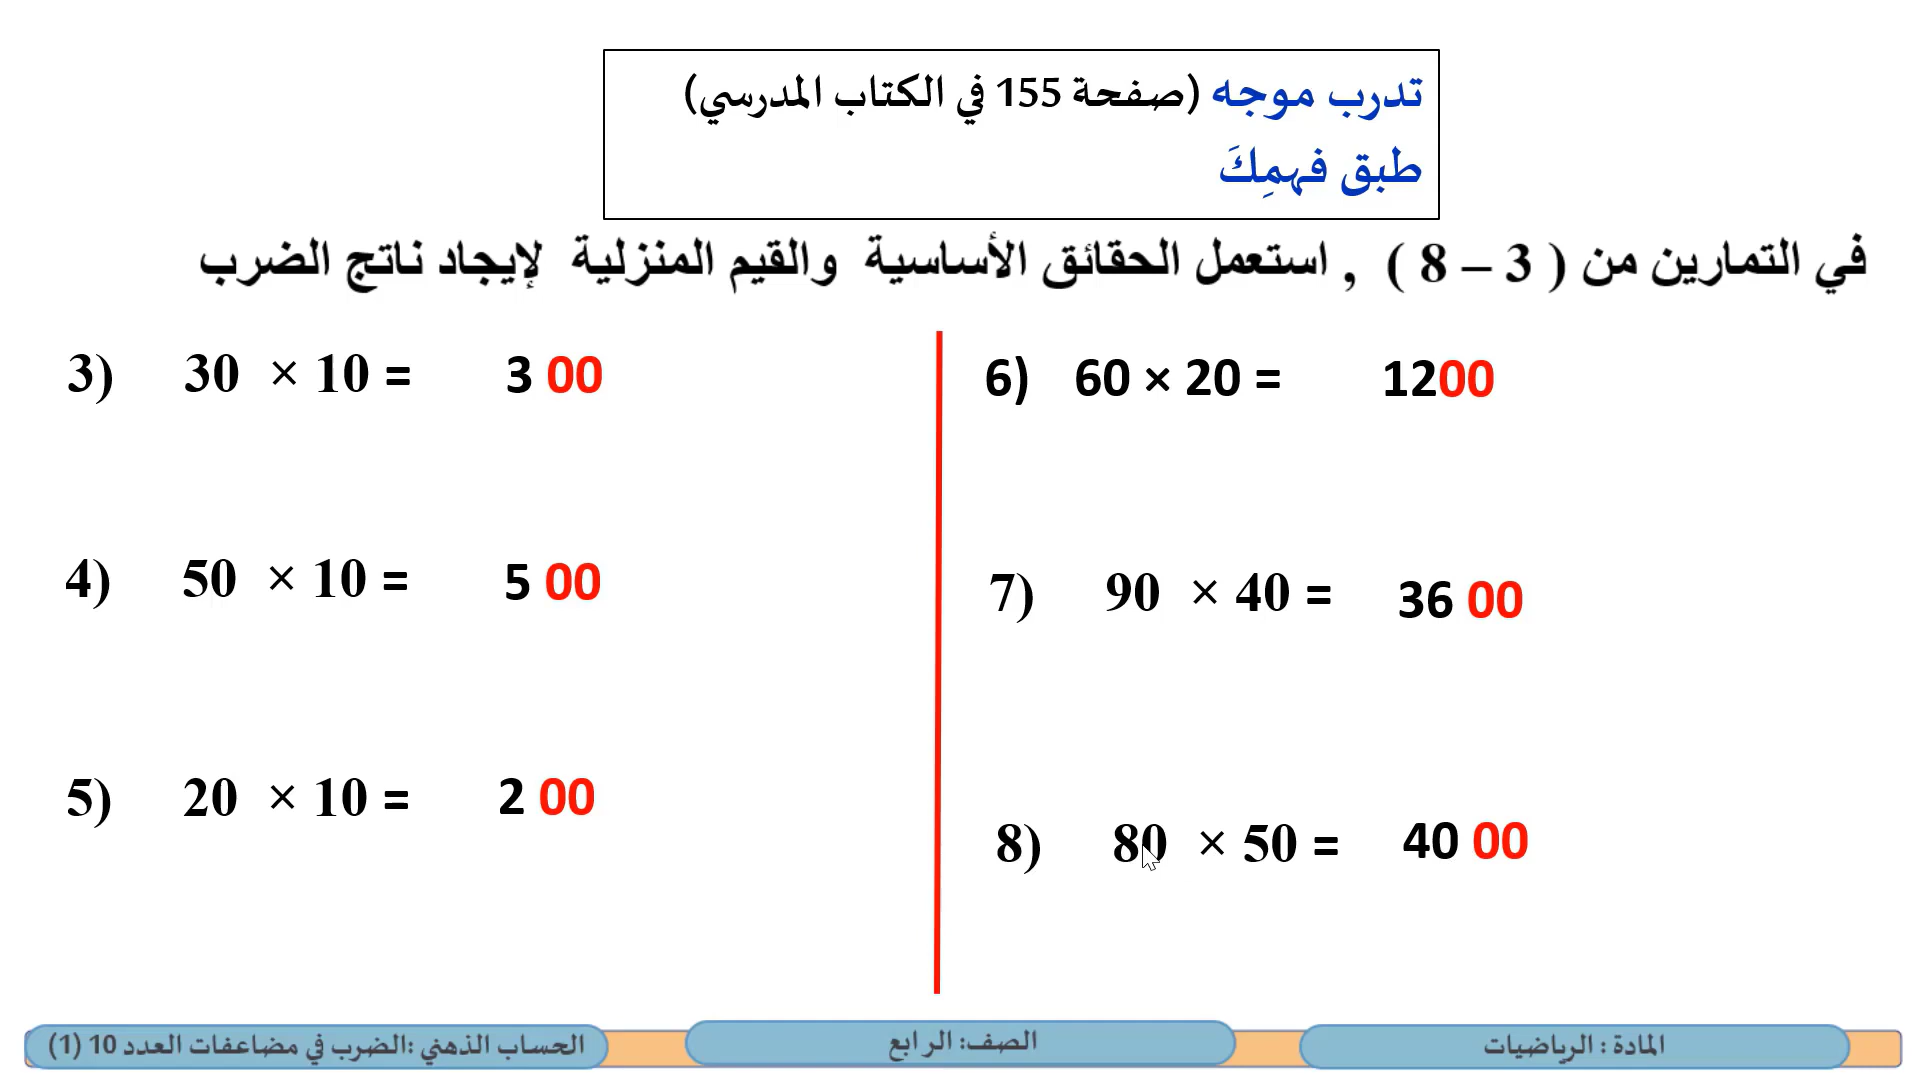 تدرب موجه (صفحة 155 في الكتاب المدرسي)
طبق فهمِكَ
في التمارين من ( 3 – 8 ) , استعمل الحقائق الأساسية والقيم المنزلية لإيجاد ناتج الضرب
3) 30 × 10 = 3 00
4) 50 × 10 = 5 00
5) 20 × 10 = 2 00
6) 60 × 20 = 1200
7) 90 × 40 = 36 00
8) 80 × 50 = 40 00
المادة : الرياضيات
الصف: الرابع
الحساب الذهني :الضرب في مضاعفات العدد 10 (1)